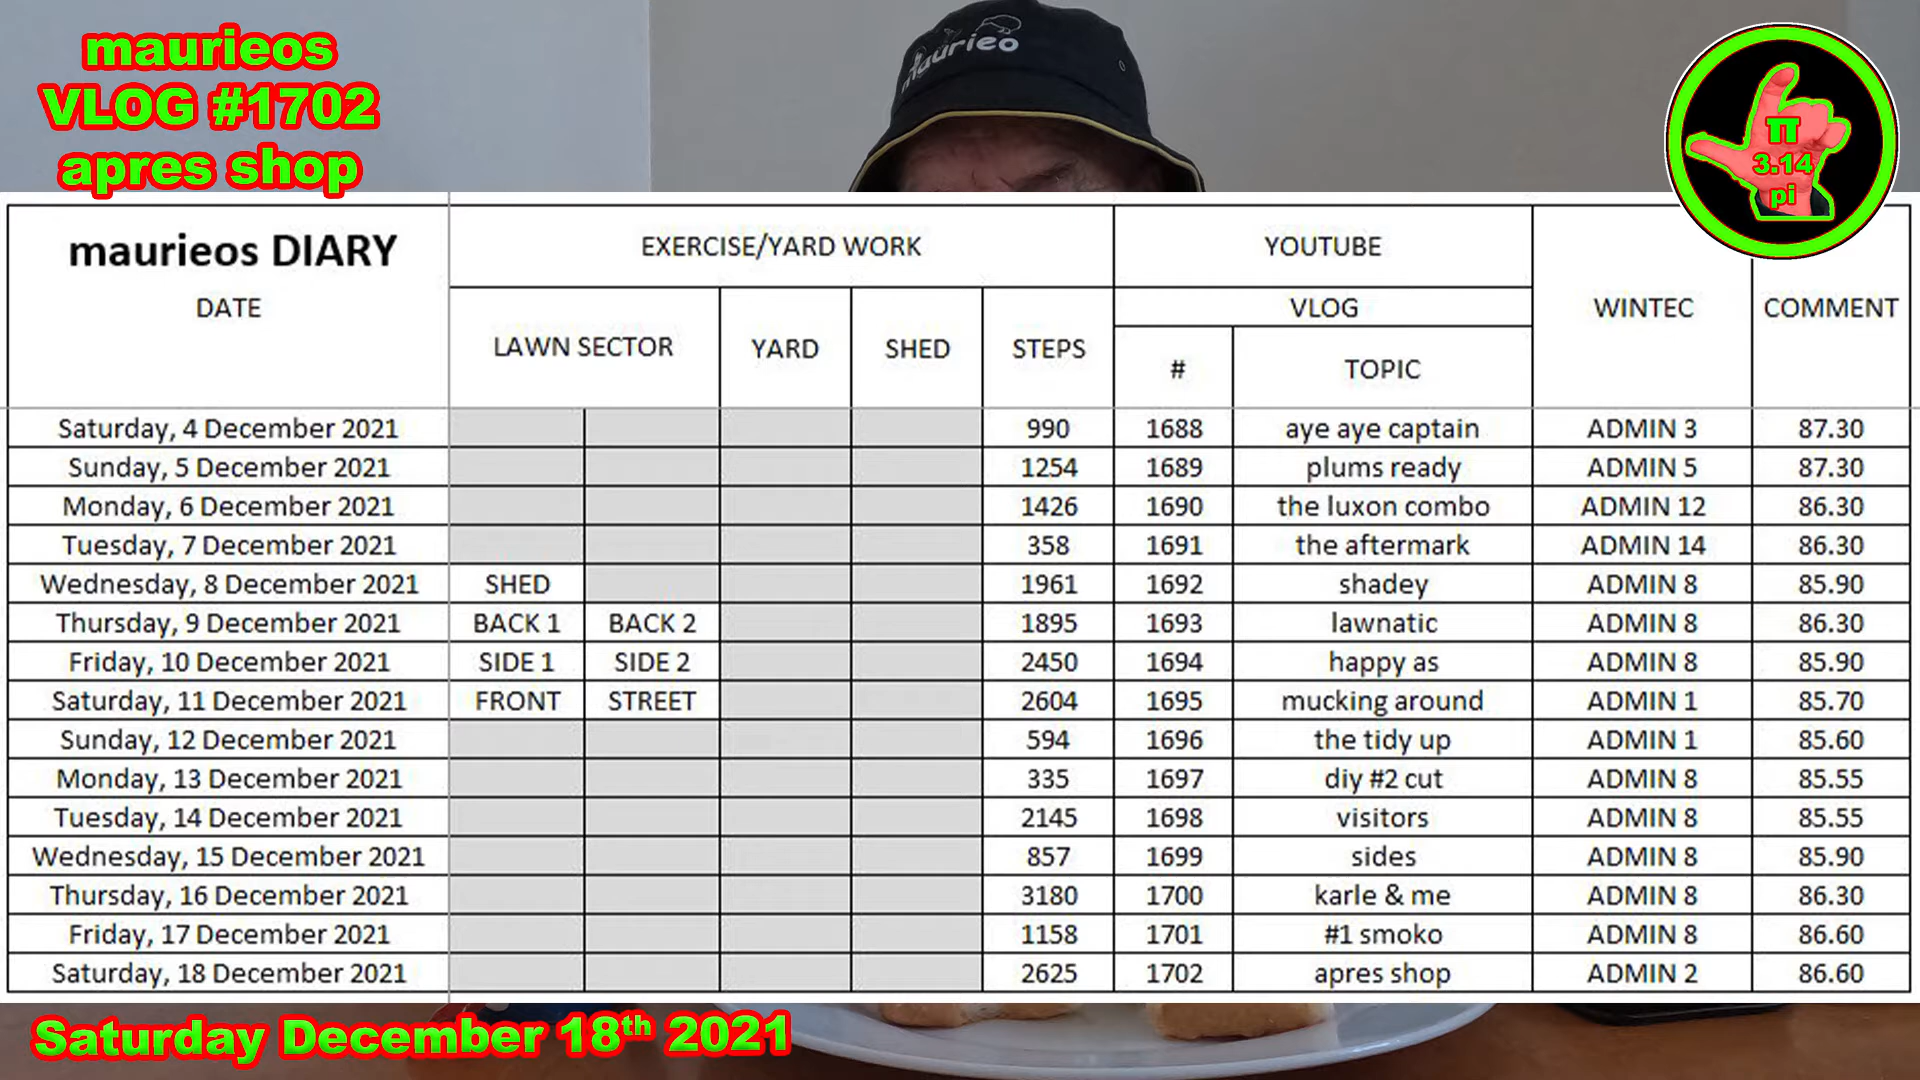 maurieos
VLOG #1702
apres shop
maurieo
π
3.14
pi
maurieos DIARY
DATE
EXERCISE/YARD WORK
YOUTUBE
WINTEC
COMMENT
LAWN SECTOR
YARD
SHED
STEPS
VLOG
#
TOPIC
Saturday, 4 December 2021 990 1688 aye aye captain ADMIN 3 87.30
Sunday, 5 December 2021 1254 1689 plums ready ADMIN 5 87.30
Monday, 6 December 2021 1426 1690 the luxon combo ADMIN 12 86.30
Tuesday, 7 December 2021 358 1691 the aftermark ADMIN 14 86.30
Wednesday, 8 December 2021 SHED 1961 1692 shadey ADMIN 8 85.90
Thursday, 9 December 2021 BACK 1 BACK 2 1895 1693 lawnatic ADMIN 8 86.30
Friday, 10 December 2021 SIDE 1 SIDE 2 2450 1694 happy as ADMIN 8 85.90
Saturday, 11 December 2021 FRONT STREET 2604 1695 mucking around ADMIN 1 85.70
Sunday, 12 December 2021 594 1696 the tidy up ADMIN 1 85.60
Monday, 13 December 2021 335 1697 diy #2 cut ADMIN 8 85.55
Tuesday, 14 December 2021 2145 1698 visitors ADMIN 8 85.55
Wednesday, 15 December 2021 857 1699 sides ADMIN 8 85.90
Thursday, 16 December 2021 3180 1700 karle & me ADMIN 8 86.30
Friday, 17 December 2021 1158 1701 #1 smoko ADMIN 8 86.60
Saturday, 18 December 2021 2625 1702 apres shop ADMIN 2 86.60
Saturday December 18th 2021